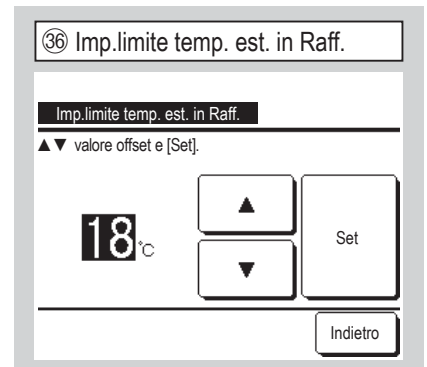 ㊱ Imp.limite temp. est. in Raff.
Imp.limite temp. est. in Raff.
▲▼ valore offset e [Set].
▲
18°C
Set
▼
Indietro